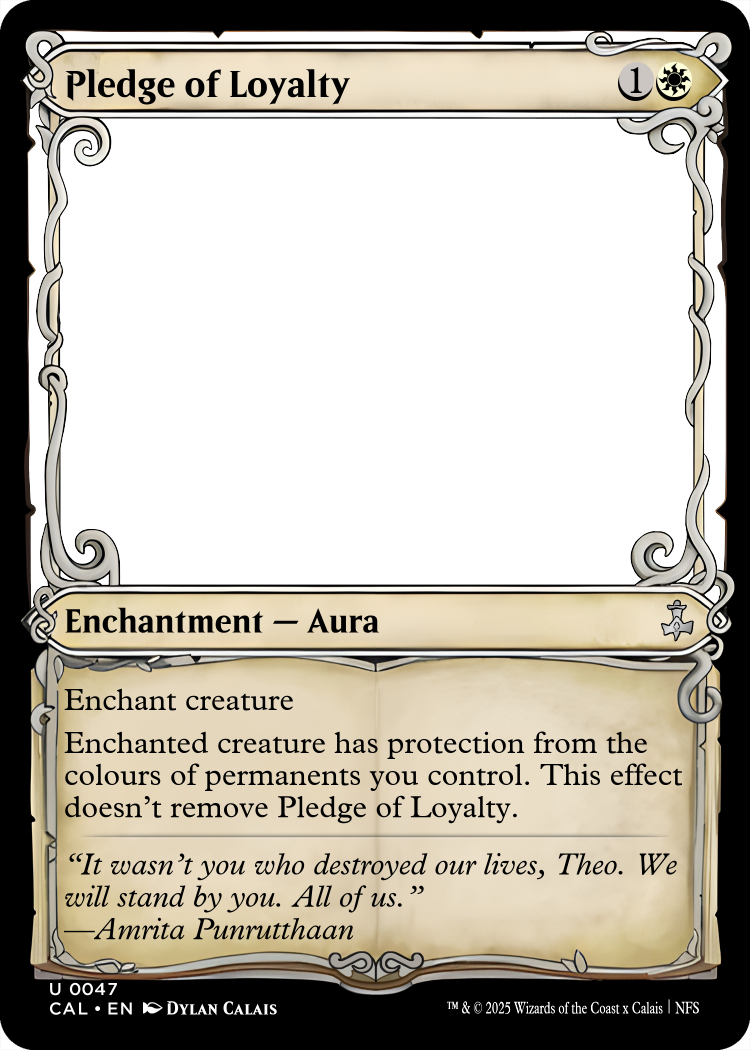 Pledge of Loyalty 1
Enchantment — Aura
Enchant creature
Enchanted creature has protection from the
colours of permanents you control. This effect
doesn't remove Pledge of Loyalty.
“It wasn't you who destroyed our lives, Theo. We
will stand by you. All of us.”
—Amrita Punrutthaan
U 0047
CAL • EN DYLAN CALAIS ™ & © 2025 Wizards of the Coast x Calais | NFS